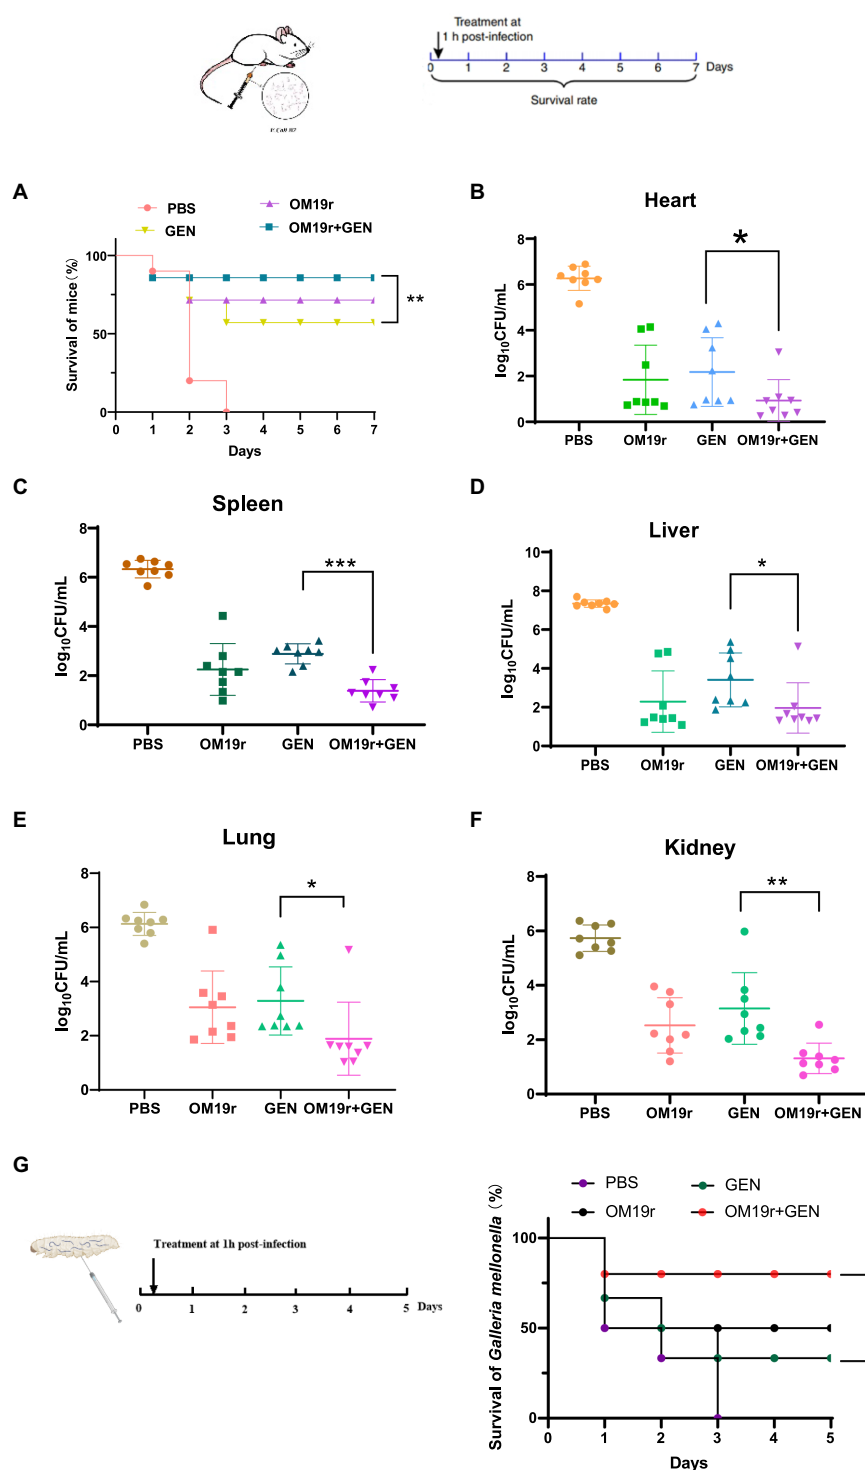 Treatment at
1 h post-infection
0 1 2 3 4 5 6 7 Days
Survival rate
A
PBS
OM19r
GEN
OM19r+GEN
Survival of mice (%)
100
50
0
**
0 1 2 3 4 5 6 7
Days
B
Heart
log10CFU/mL
8
6
4
2
0
*
PBS OM19r GEN OM19r+GEN
C
Spleen
log10CFU/mL
8
6
4
2
0
***
PBS OM19r GEN OM19r+GEN
D
Liver
log10CFU/mL
10
8
6
4
2
0
*
PBS OM19r GEN OM19r+GEN
E
Lung
log10CFU/mL
8
6
4
2
0
*
PBS OM19r GEN OM19r+GEN
F
Kidney
log10CFU/mL
8
6
4
2
0
**
PBS OM19r GEN OM19r+GEN
G
Treatment at 1h post-infection
0 1 2 3 4 5 Days
PBS
GEN
OM19r
OM19r+GEN
Survival of Galleria mellonella (%)
100
50
0
0 1 2 3 4 5
Days